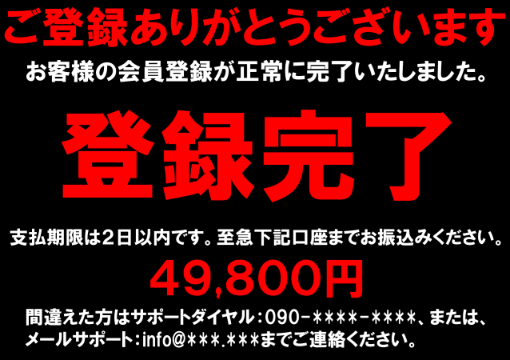 ご登録ありがとうございます
お客様の会員登録が正常に完了いたしました。
登録完了
支払期限は2日以内です。至急下記口座までお振込みください。
49,800円
間違えた方はサポートダイヤル:090-****-****、または、
メールサポート:info@***.***までご連絡ください。